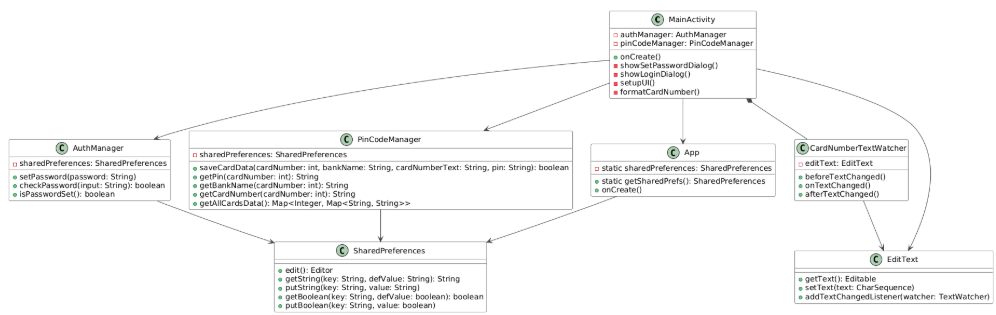 C MainActivity
authManager: AuthManager
pinCodeManager: PinCodeManager
onCreate()
showSetPasswordDialog()
showLoginDialog()
setupUI()
formatCardNumber()
C AuthManager
sharedPreferences: SharedPreferences
setPassword(password: String)
checkPassword(input: String): boolean
isPasswordSet(): boolean
C PinCodeManager
sharedPreferences: SharedPreferences
saveCardData(cardNumber: int, bankName: String, cardNumberText: String, pin: String): boolean
getPin(cardNumber: int): String
getBankName(cardNumber: int): String
getCardNumber(cardNumber: int): String
getAllCardsData(): Map<Integer, Map<String, String>>
C App
static sharedPreferences: SharedPreferences
static getSharedPrefs(): SharedPreferences
onCreate()
C CardNumberTextWatcher
editText: EditText
beforeTextChanged()
onTextChanged()
afterTextChanged()
C SharedPreferences
edit(): Editor
getString(key: String, defValue: String): String
putString(key: String, value: String)
getBoolean(key: String, defValue: boolean): boolean
putBoolean(key: String, value: boolean)
C EditText
getText(): Editable
setText(text: CharSequence)
addTextChangedListener(watcher: TextWatcher)